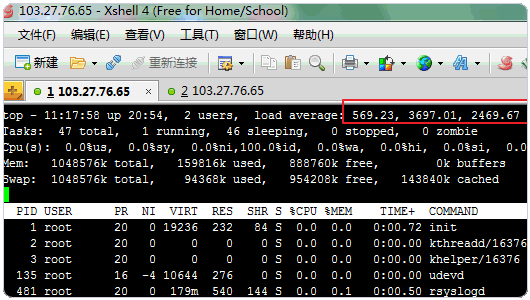 103.27.76.65 - Xshell 4 (Free for Home/School)
文件(F) 编辑(E) 查看(V) 工具(T) 窗口(W) 帮助(H)
新建 重新连接
1 103.27.76.65 × 2 103.27.76.65
top - 11:17:58 up 20:54, 2 users, load average: 569.23, 3697.01, 2469.67
Tasks: 47 total, 1 running, 46 sleeping, 0 stopped, 0 zombie
Cpu(s): 0.0%us, 0.0%sy, 0.0%ni,100.0%id, 0.0%wa, 0.0%hi, 0.0%si, 0.0
Mem: 1048576k total, 159816k used, 888760k free, 0k buffers
Swap: 1048576k total, 94368k used, 954208k free, 143840k cached
PID USER PR NI VIRT RES SHR S %CPU %MEM TIME+ COMMAND
1 root 20 0 19236 232 84 S 0.0 0.0 0:00.72 init
2 root 20 0 0 0 0 S 0.0 0.0 0:00.00 kthreadd/16376
3 root 20 0 0 0 0 S 0.0 0.0 0:00.00 khelper/16376
135 root 16 -4 10644 276 0 S 0.0 0.0 0:00.00 udevd
481 root 20 0 179m 540 144 S 0.0 0.1 0:00.50 rsyslogd